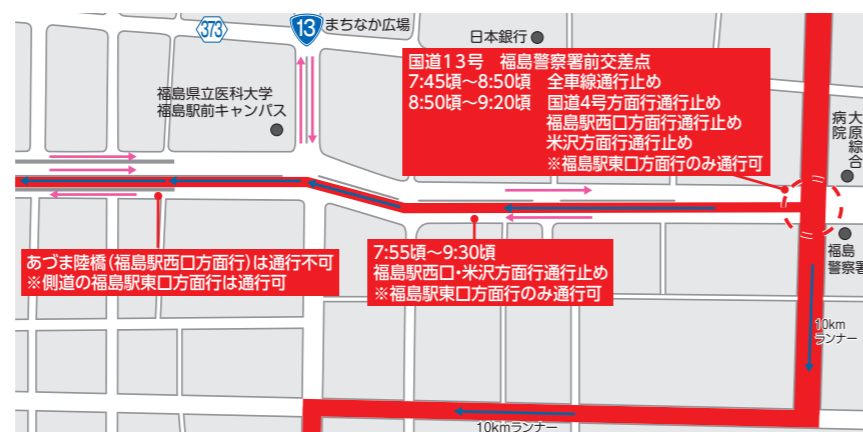 373
13
まちなか広場
日本銀行
国道13号　福島警察署前交差点
7:45頃～8:50頃　全車線通行止め
8:50頃～9:20頃　国道4号方面行通行止め
福島駅西口方面行通行止め
米沢方面行通行止め
※福島駅東口方面行のみ通行可
福島県立医科大学
福島駅前キャンパス
大原綜合
病院
福島
警察署
あづま陸橋（福島駅西口方面行）は通行不可
※側道の福島駅東口方面行は通行可
7:55頃～9:30頃
福島駅西口・米沢方面行通行止め
※福島駅東口方面行のみ通行可
10km
ランナー
10kmランナー